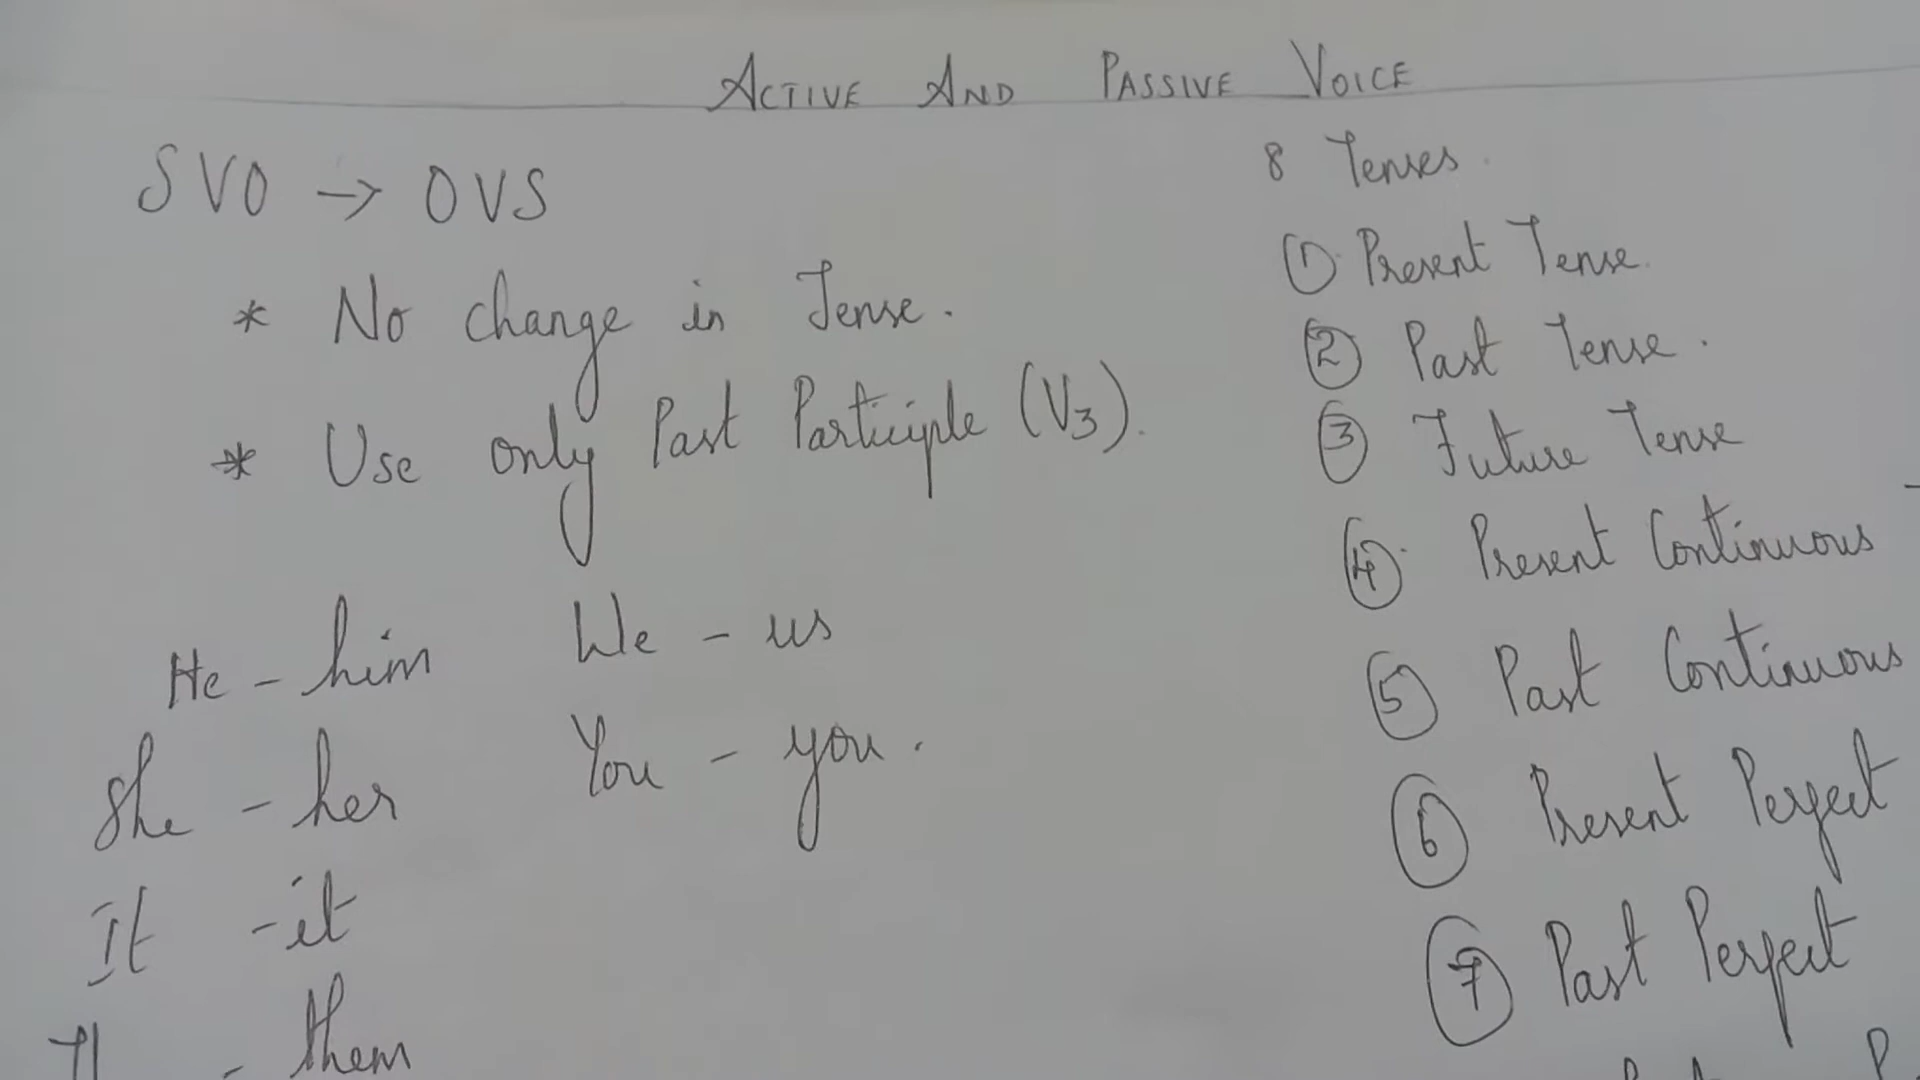 ACTIVE AND PASSIVE VOICE
SVO → OVS
* No change in Tense.
* Use only Past Participle (V3).
He - him
She - her
It - it
- them
We - us
You - you.
8 Tenses.
① Present Tense.
② Past Tense.
③ Future Tense
④ Present Continuous
⑤ Past Continuous
⑥ Present Perfect
⑦ Past Perfect